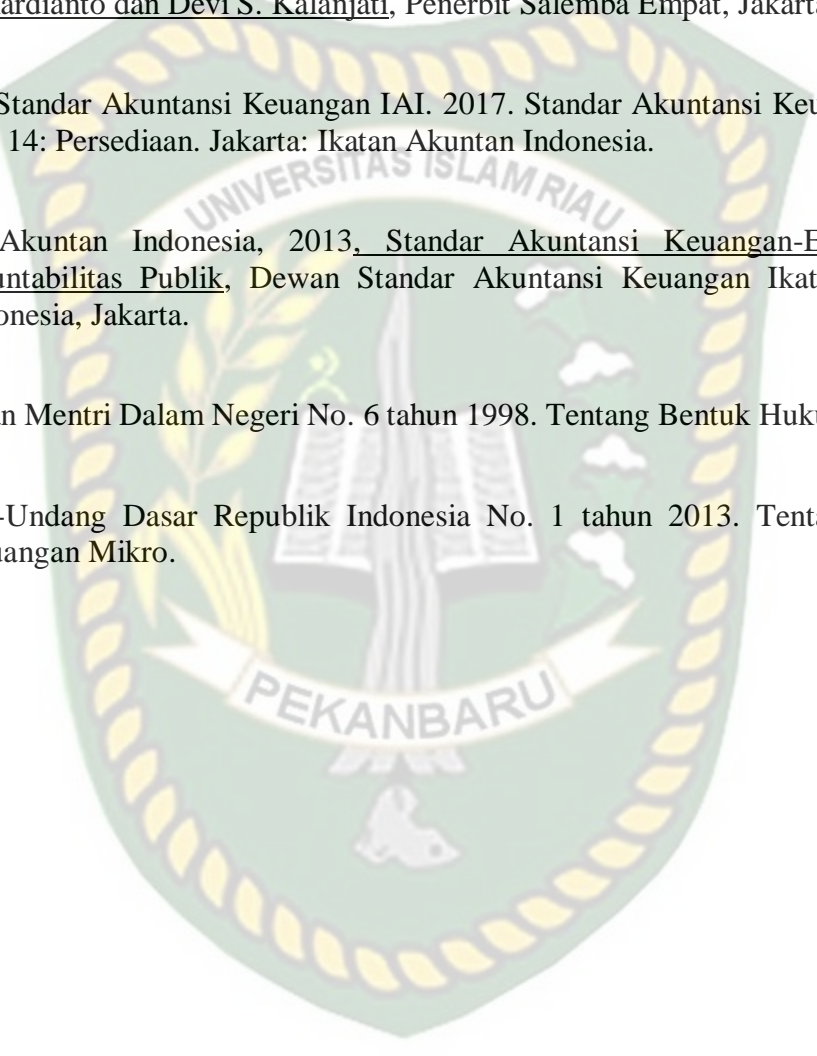 ardianto dan Devi S. Kalanjati, Penerbit Salemba Empat, Jakarta
Standar Akuntansi Keuangan IAI. 2017. Standar Akuntansi Keu
14: Persediaan. Jakarta: Ikatan Akuntan Indonesia.
UNIVERSITAS ISLAM RIAU
Akuntan Indonesia, 2013, Standar Akuntansi Keuangan-E
untabilitas Publik, Dewan Standar Akuntansi Keuangan Ikat
onesia, Jakarta.
an Mentri Dalam Negeri No. 6 tahun 1998. Tentang Bentuk Huku
-Undang Dasar Republik Indonesia No. 1 tahun 2013. Tenta
uangan Mikro.
PEKANBARU